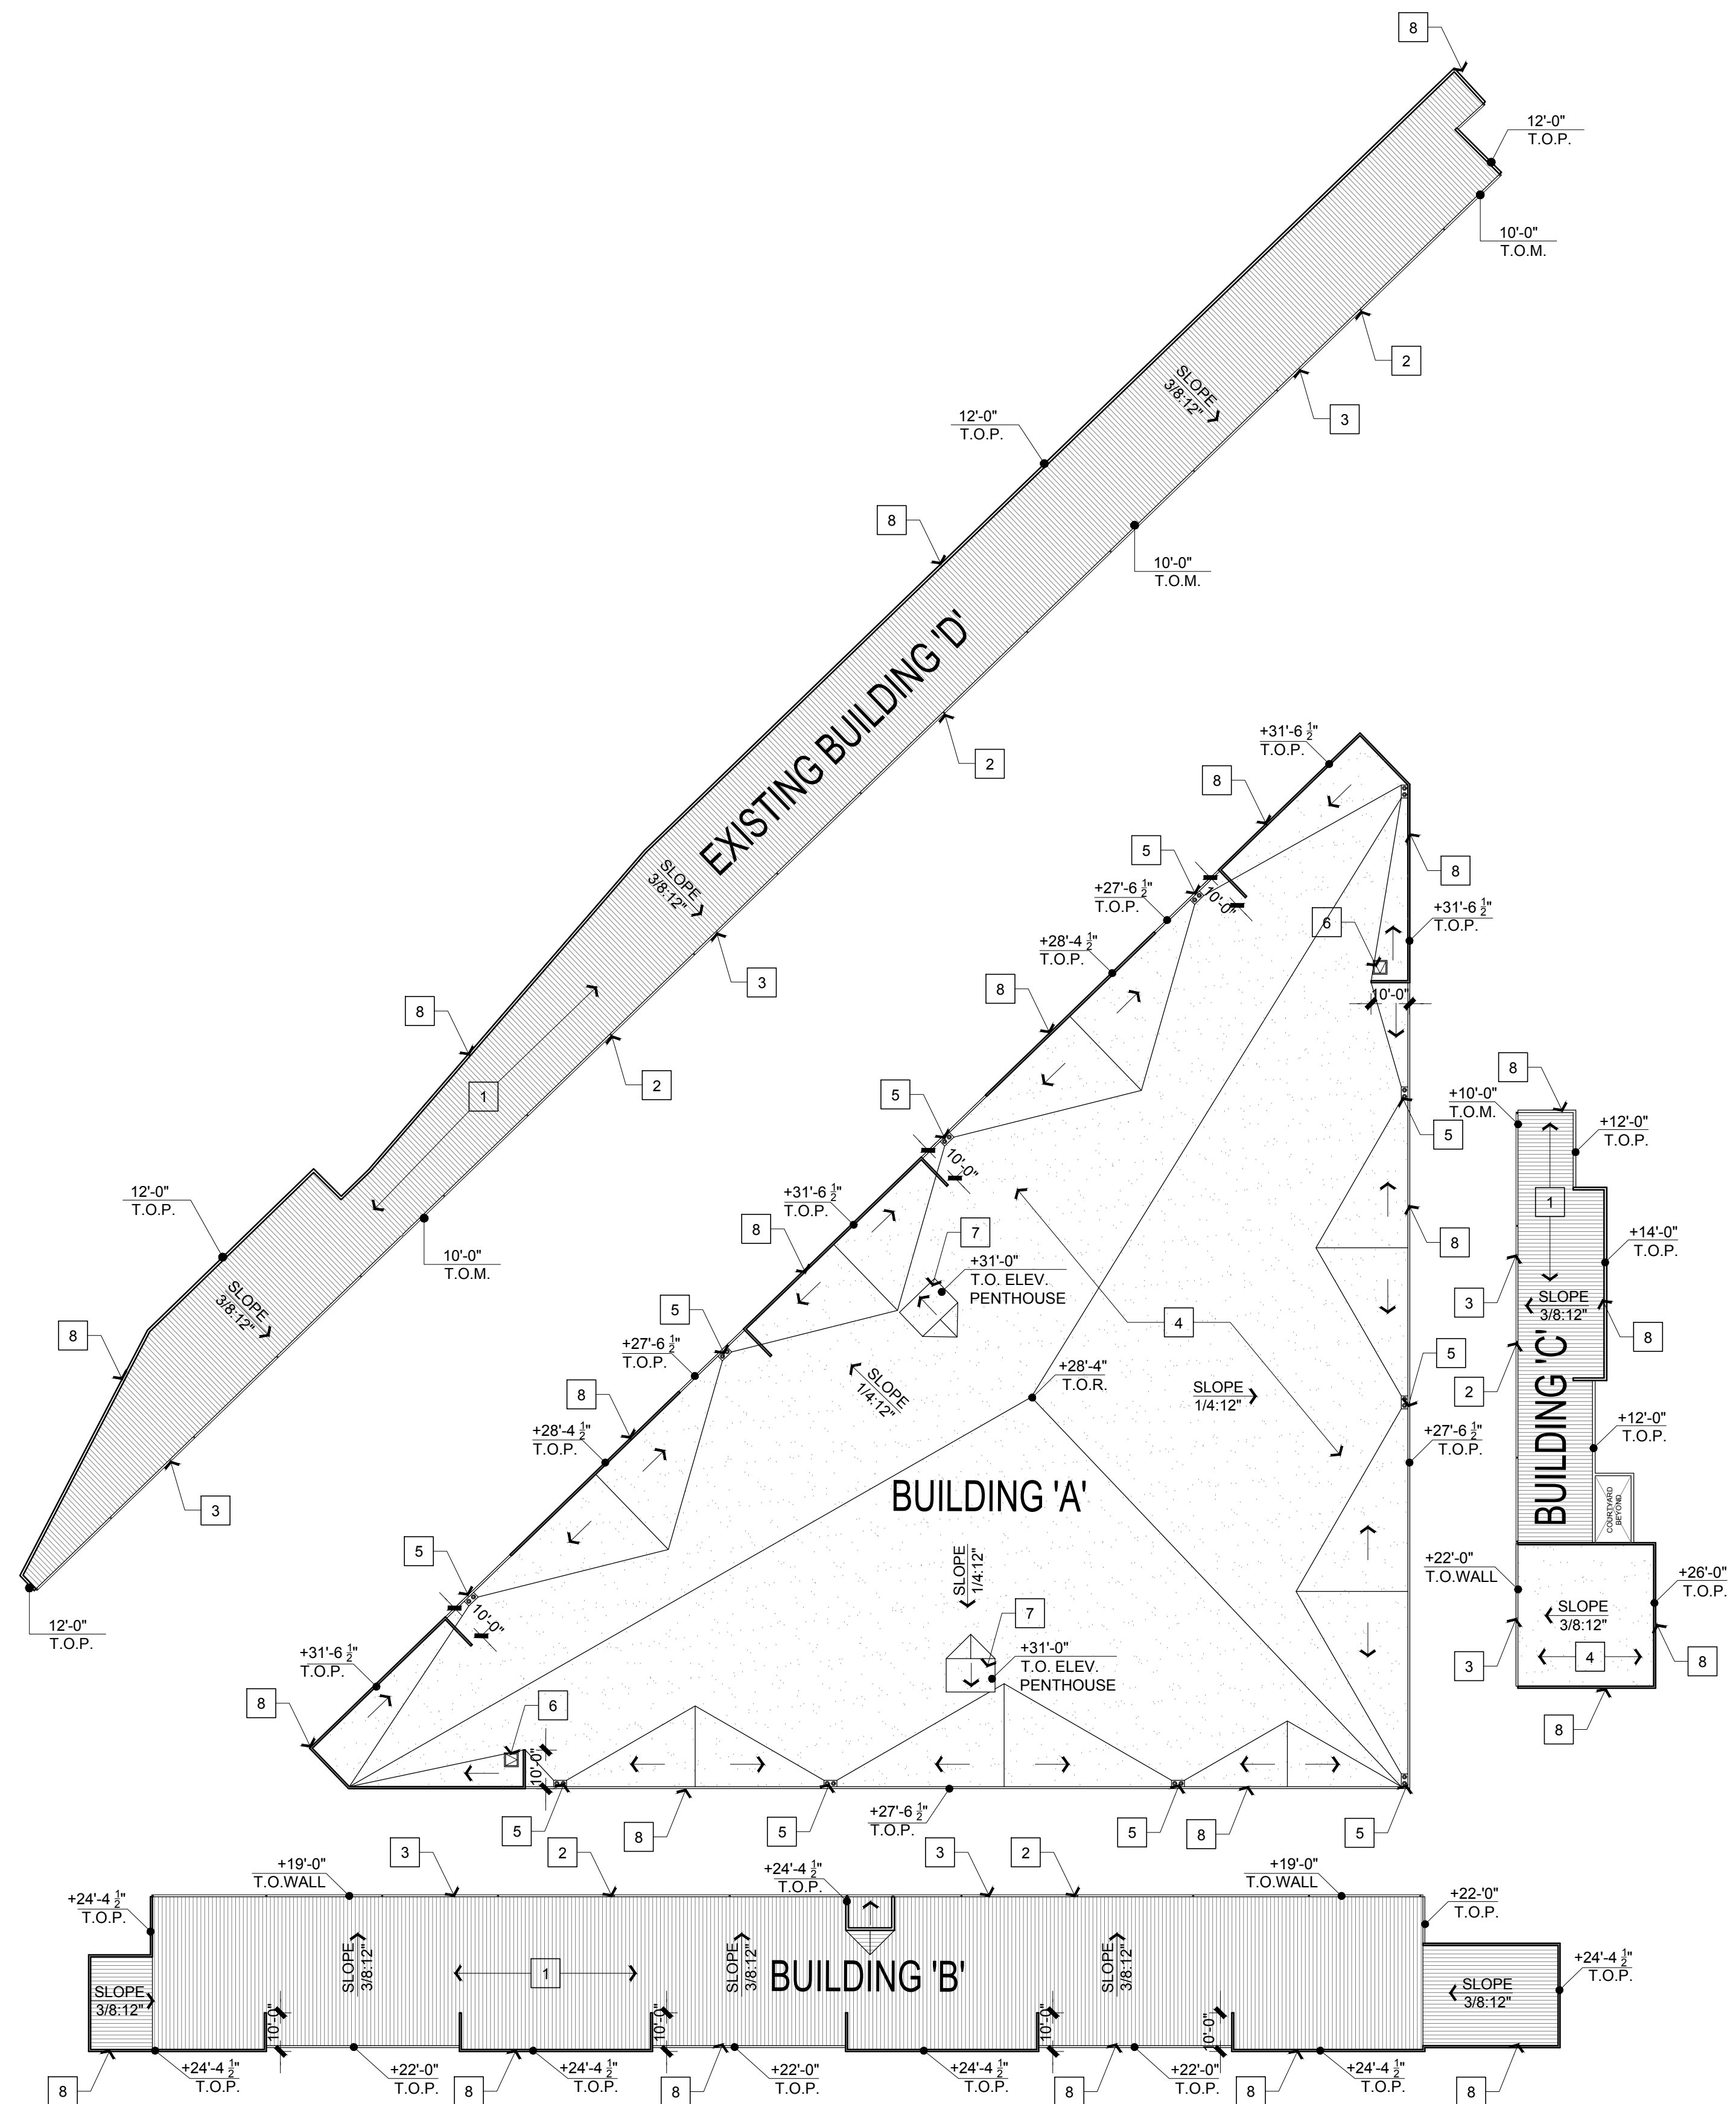 8
12'-0"
T.O.P.
10'-0"
T.O.M.
2
3
SLOPE
3/8:12"
12'-0"
T.O.P.
8
10'-0"
T.O.M.
EXISTING BUILDING 'D'
2
SLOPE
3/8:12"
3
8
1
2
12'-0"
T.O.P.
10'-0"
T.O.M.
SLOPE
3/8:12"
8
3
12'-0"
T.O.P.
+31'-6 1/2"
T.O.P.
8
5
8
+27'-6 1/2"
T.O.P.
10'-0"
+31'-6 1/2"
T.O.P.
6
+28'-4 1/2"
T.O.P.
8
10'-0"
5
5
10'-0"
+31'-6 1/2"
T.O.P.
8
8
7
+31'-0"
T.O. ELEV.
PENTHOUSE
5
4
+27'-6 1/2"
T.O.P.
5
8
+28'-4"
T.O.R.
SLOPE
1/4:12"
SLOPE
1/4:12"
+28'-4 1/2"
T.O.P.
+27'-6 1/2"
T.O.P.
BUILDING 'A'
5
SLOPE
1/4:12"
10'-0"
7
+31'-0"
T.O. ELEV.
PENTHOUSE
+31'-6 1/2"
T.O.P.
8
6
10'-0"
5
8
5
+27'-6 1/2"
T.O.P.
5
8
5
8
+10'-0"
T.O.M.
+12'-0"
T.O.P.
1
+14'-0"
T.O.P.
3
SLOPE
3/8:12"
8
2
BUILDING 'C'
+12'-0"
T.O.P.
COURTYARD
BEYOND
+22'-0"
T.O.WALL
+26'-0"
T.O.P.
SLOPE
3/8:12"
3
4
8
8
3
2
3
2
+19'-0"
T.O.WALL
+24'-4 1/2"
T.O.P.
+19'-0"
T.O.WALL
+24'-4 1/2"
T.O.P.
+22-'0"
T.O.P.
SLOPE
3/8:12"
1
SLOPE
3/8:12"
BUILDING 'B'
SLOPE
3/8:12"
+24'-4 1/2"
T.O.P.
SLOPE
3/8:12"
SLOPE
3/8:12"
10'-0"
10'-0"
10'-0"
10'-0"
+24'-4 1/2"
T.O.P.
+22'-0"
T.O.P.
+24'-4 1/2"
T.O.P.
+22'-0"
T.O.P.
+24'-4 1/2"
T.O.P.
+22'-0"
T.O.P.
+24'-4 1/2"
T.O.P.
8
8
8
8
8
8